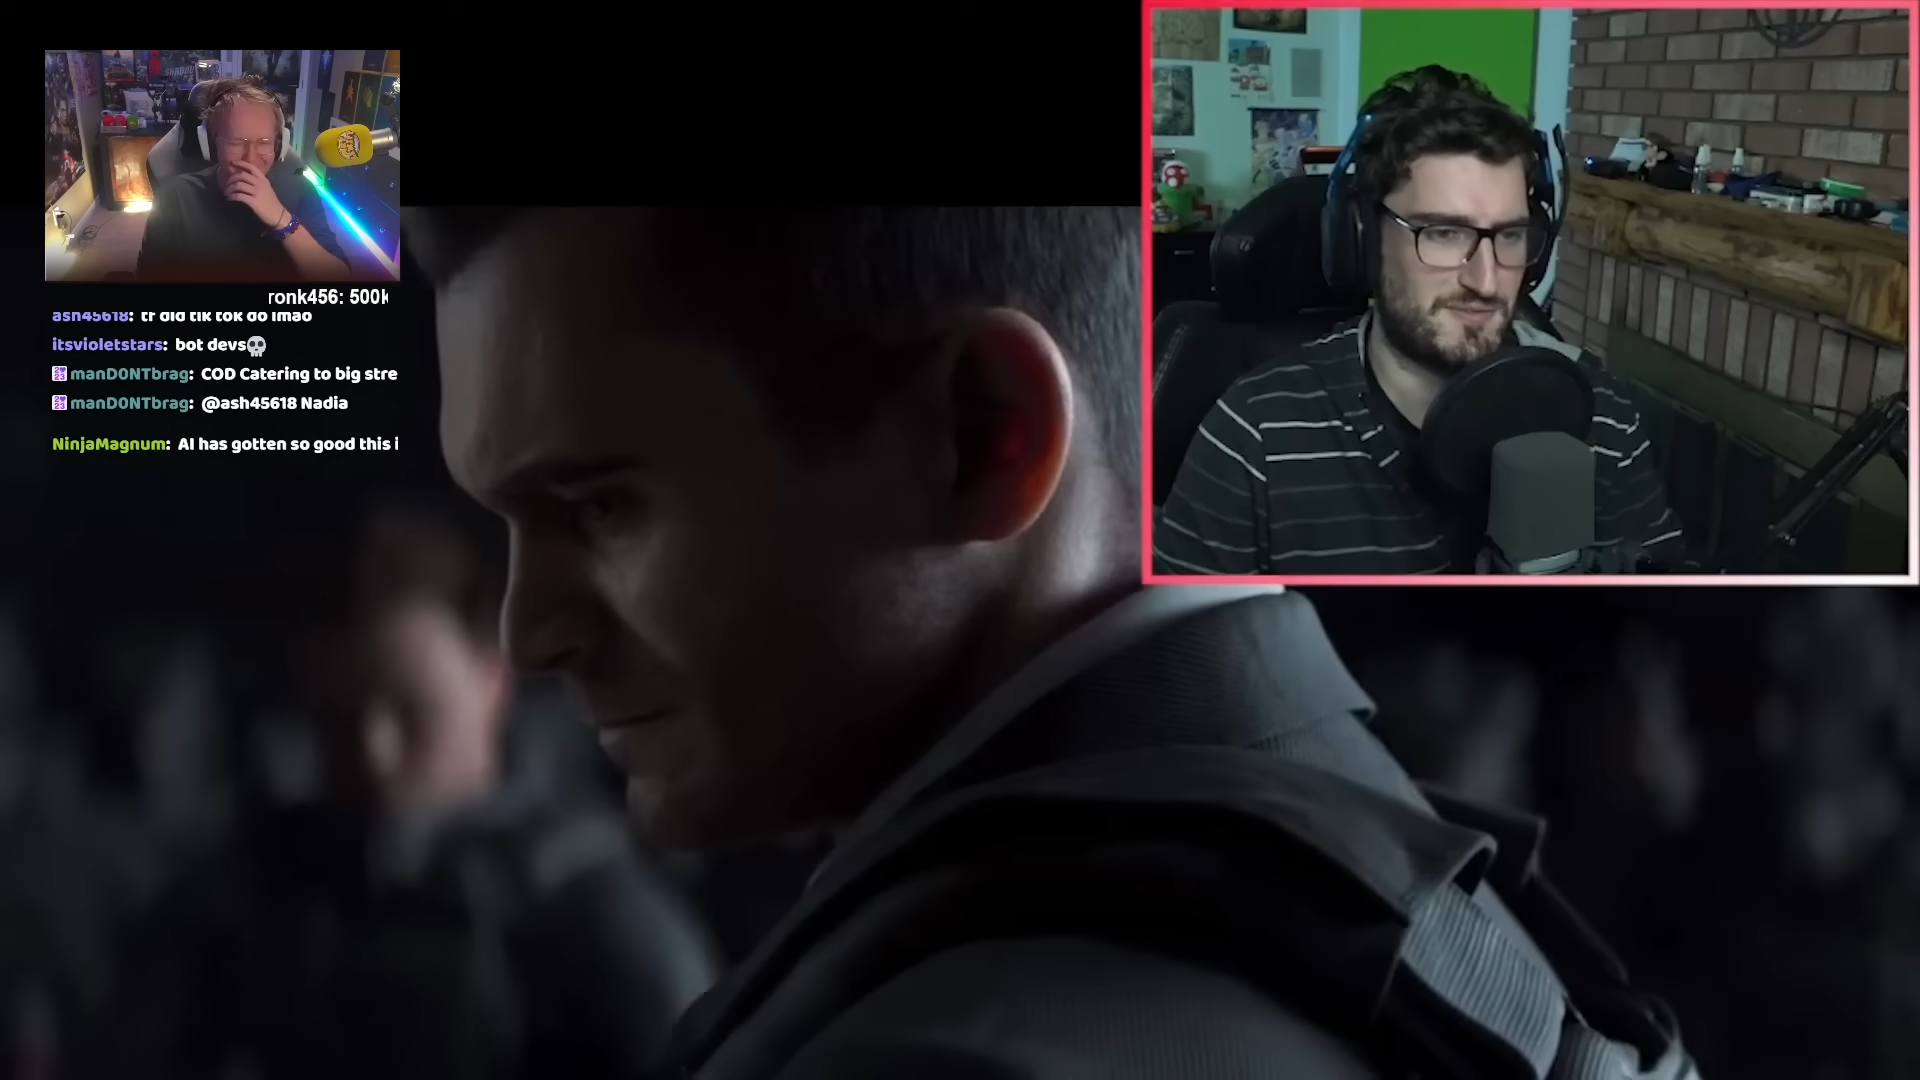 ronk456: 500k
ash45618: tf did tik tok do lmao
itsvioletstars: bot devs💀
manD0NTbrag: COD Catering to big stre
manD0NTbrag: @ash45618 Nadia
NinjaMagnum: AI has gotten so good this i